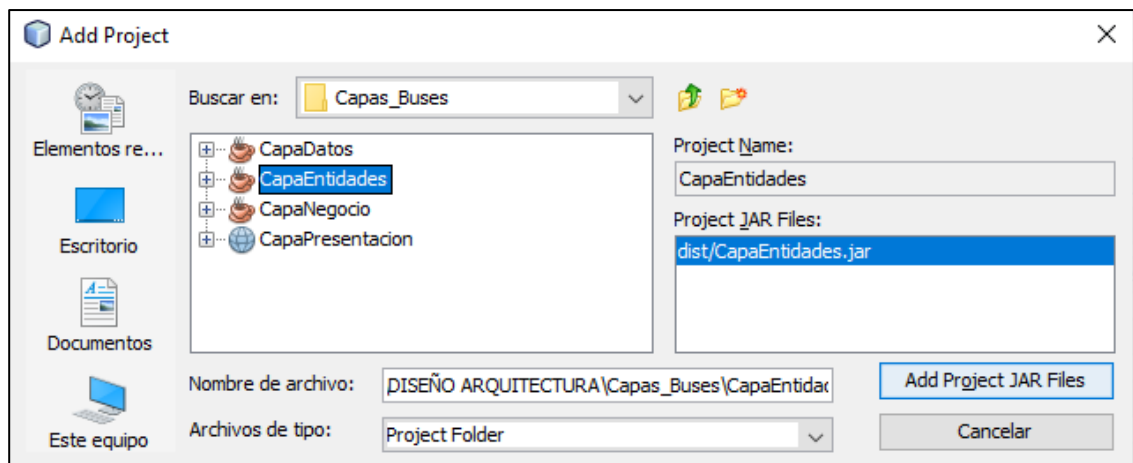 Add Project
Buscar en:
Capas_Buses
Elementos re...
Escritorio
Documentos
Este equipo
CapaDatos
CapaEntidades
CapaNegocio
CapaPresentacion
Project Name:
CapaEntidades
Project JAR Files:
dist/CapaEntidades.jar
Nombre de archivo:
DISEÑO ARQUITECTURA\Capas_Buses\CapaEntidad
Add Project JAR Files
Archivos de tipo:
Project Folder
Cancelar